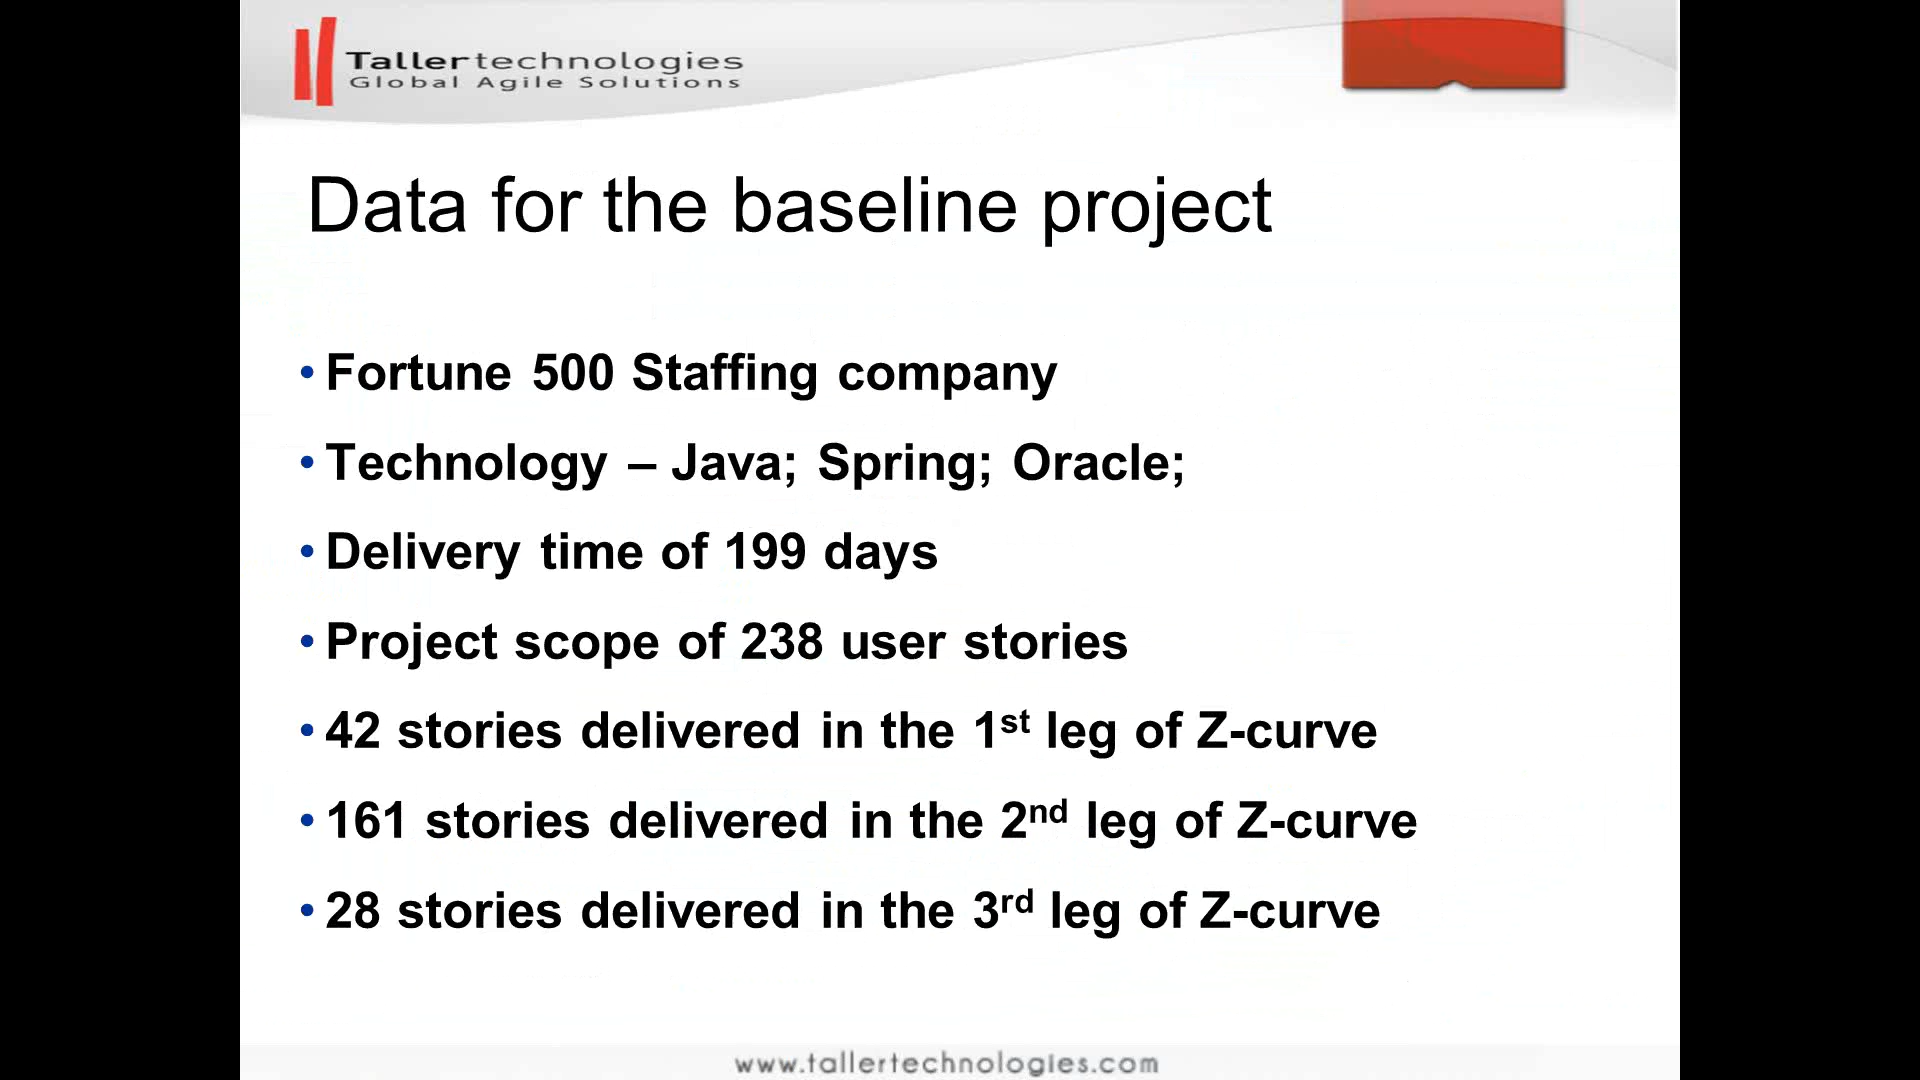 Taller technologies
Global Agile Solutions
Data for the baseline project
• Fortune 500 Staffing company
• Technology – Java; Spring; Oracle;
• Delivery time of 199 days
• Project scope of 238 user stories
• 42 stories delivered in the 1st leg of Z-curve
• 161 stories delivered in the 2nd leg of Z-curve
• 28 stories delivered in the 3rd leg of Z-curve
www.tallertechnologies.com